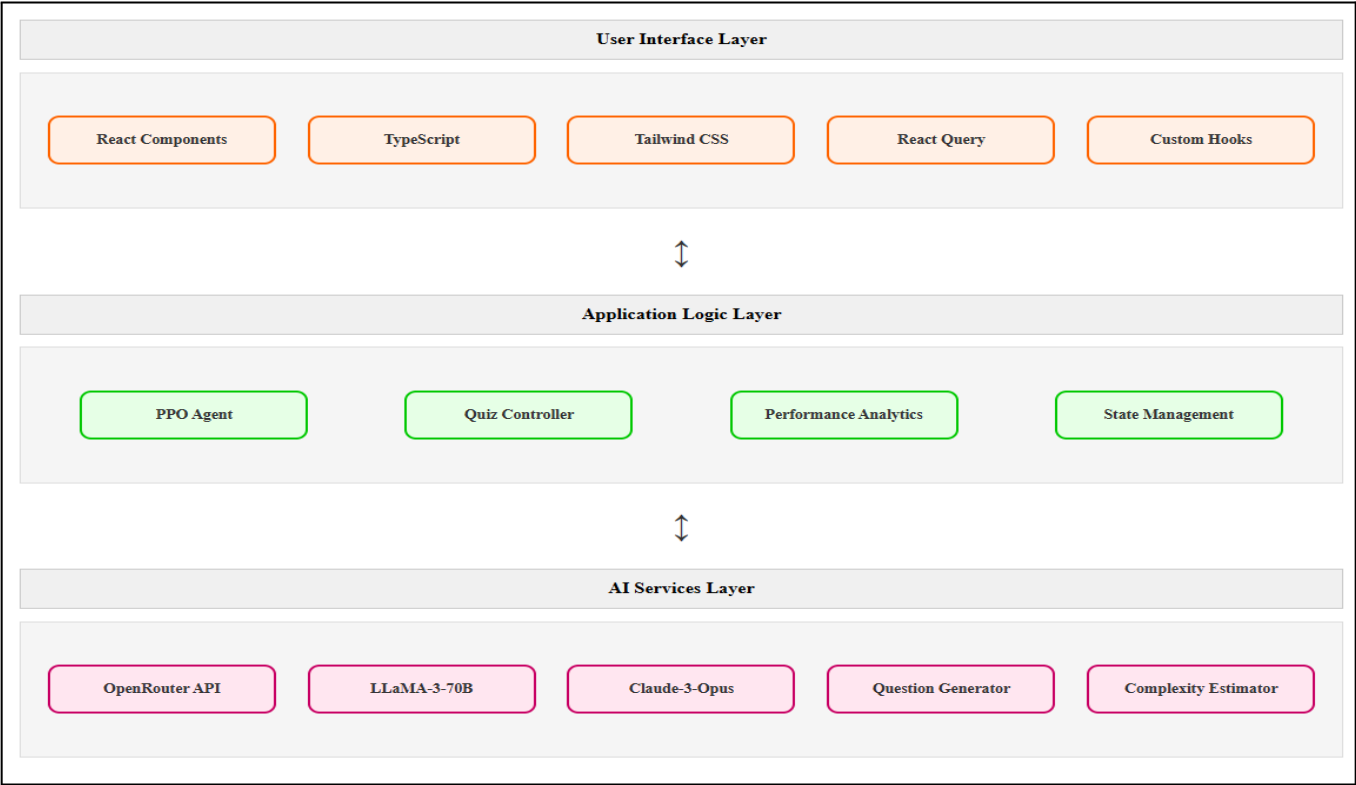 User Interface Layer
React Components
TypeScript
Tailwind CSS
React Query
Custom Hooks
Application Logic Layer
PPO Agent
Quiz Controller
Performance Analytics
State Management
AI Services Layer
OpenRouter API
LLaMA-3-70B
Claude-3-Opus
Question Generator
Complexity Estimator